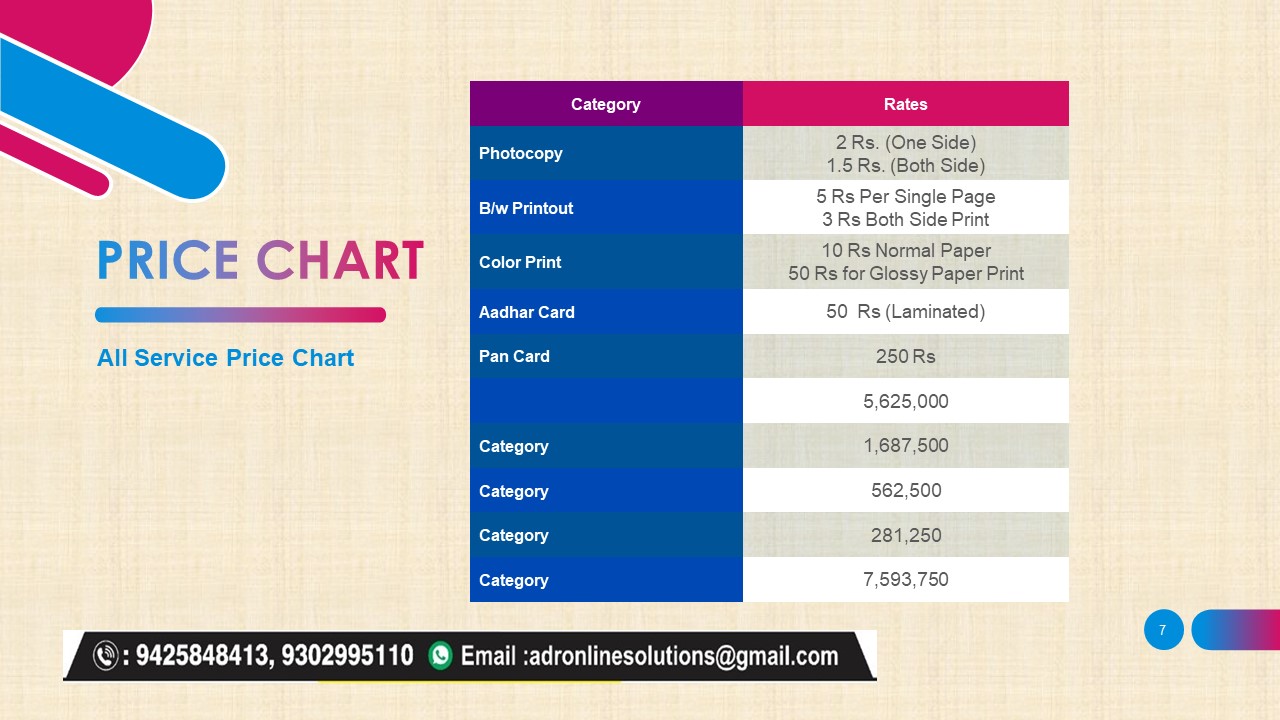 PRICE CHART
All Service Price Chart
Category Rates
Photocopy 2 Rs. (One Side)
1.5 Rs. (Both Side)
B/w Printout 5 Rs Per Single Page
3 Rs Both Side Print
Color Print 10 Rs Normal Paper
50 Rs for Glossy Paper Print
Aadhar Card 50 Rs (Laminated)
Pan Card 250 Rs
5,625,000
Category 1,687,500
Category 562,500
Category 281,250
Category 7,593,750
7
: 9425848413, 9302995110 Email :adronlinesolutions@gmail.com